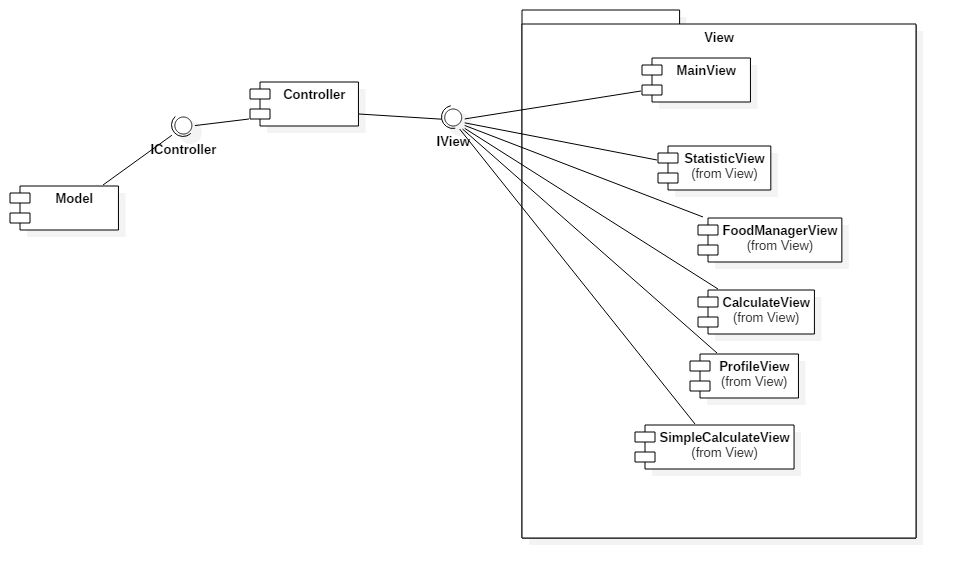 View
MainView
Controller
IView
IController
StatisticView
(from View)
Model
FoodManagerView
(from View)
CalculateView
(from View)
ProfileView
(from View)
SimpleCalculateView
(from View)